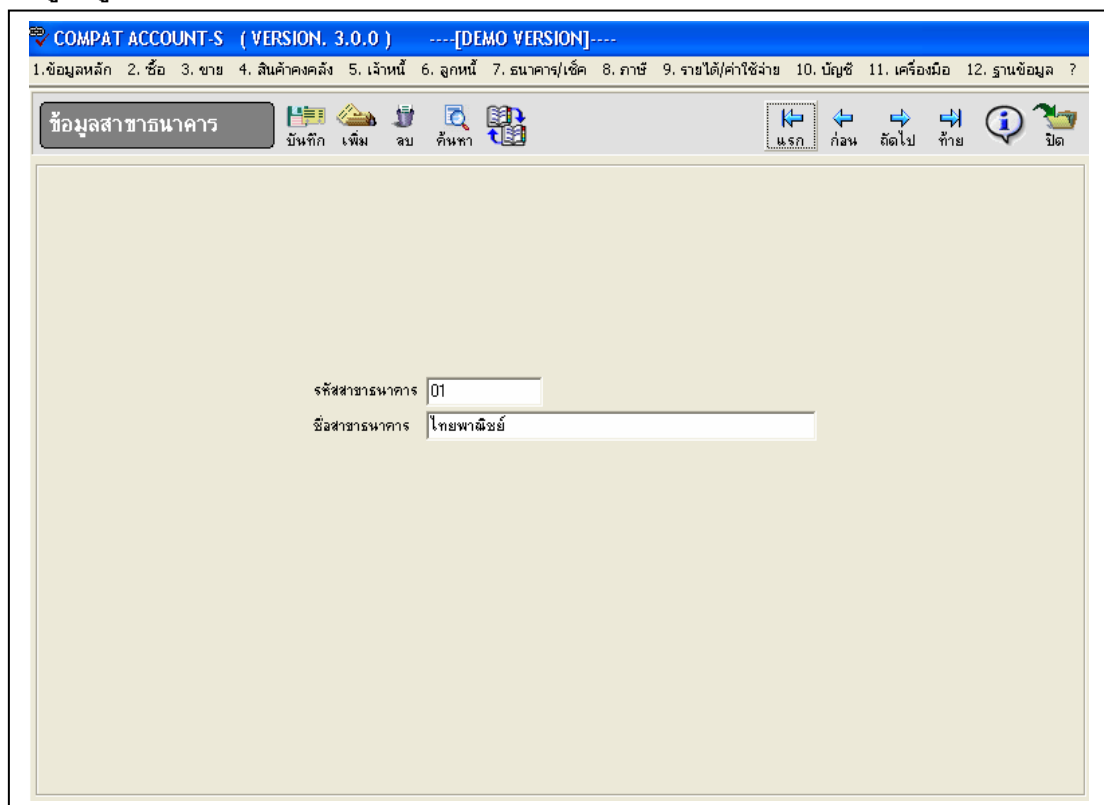 COMPAT ACCOUNT-S ( VERSION. 3.0.0 ) ----[DEMO VERSION]----
1.ข้อมูลหลัก 2. ซื้อ 3. ขาย 4. สินค้าคงคลัง 5. เจ้าหนี้ 6. ลูกหนี้ 7. ธนาคาร/เช็ค 8. ภาษี 9. รายได้/ค่าใช้จ่าย 10. บัญชี 11. เครื่องมือ 12. ฐานข้อมูล ?
ข้อมูลสาขาธนาคาร บันทึก เพิ่ม ลบ ค้นหา แรก ก่อน ถัดไป ท้าย ปิด
รหัสสาขาธนาคาร 01
ชื่อสาขาธนาคาร ไทยพาณิชย์